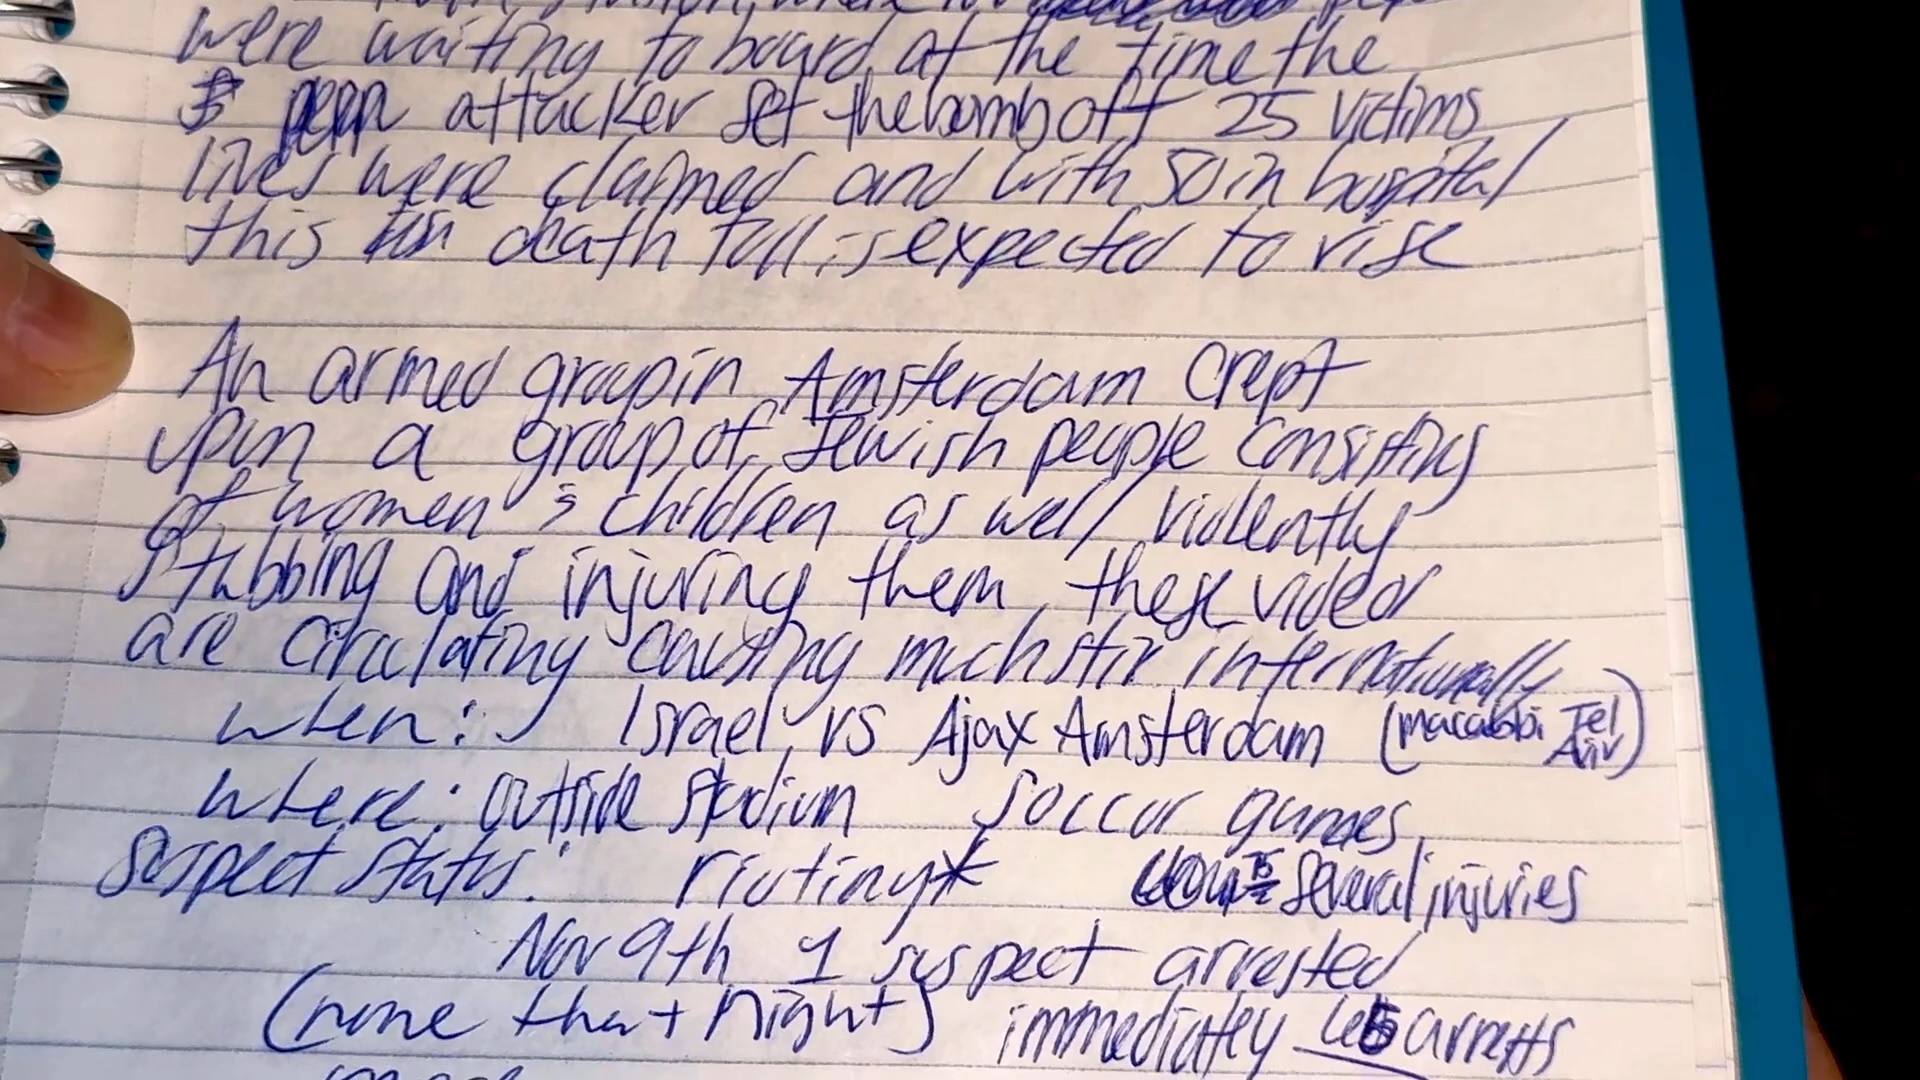 were waiting to board at the time the
attacker set the bomb off 25 victims
lives were claimed and with 50 in hospital
this death toll is expected to rise
An armed group in Amsterdam crept
upon a group of Jewish people consisting
of women & children as well violently
stabbing and injuring them, these videos
are circulating causing much stir internationally
when: Israel vs Ajax Amsterdam (macabbi Tel Aviv)
where: outside stadium soccor games
Suspect status: rioting* several injuries
Nov 9th 1 suspect arrested
(none that night) immediatley arrests